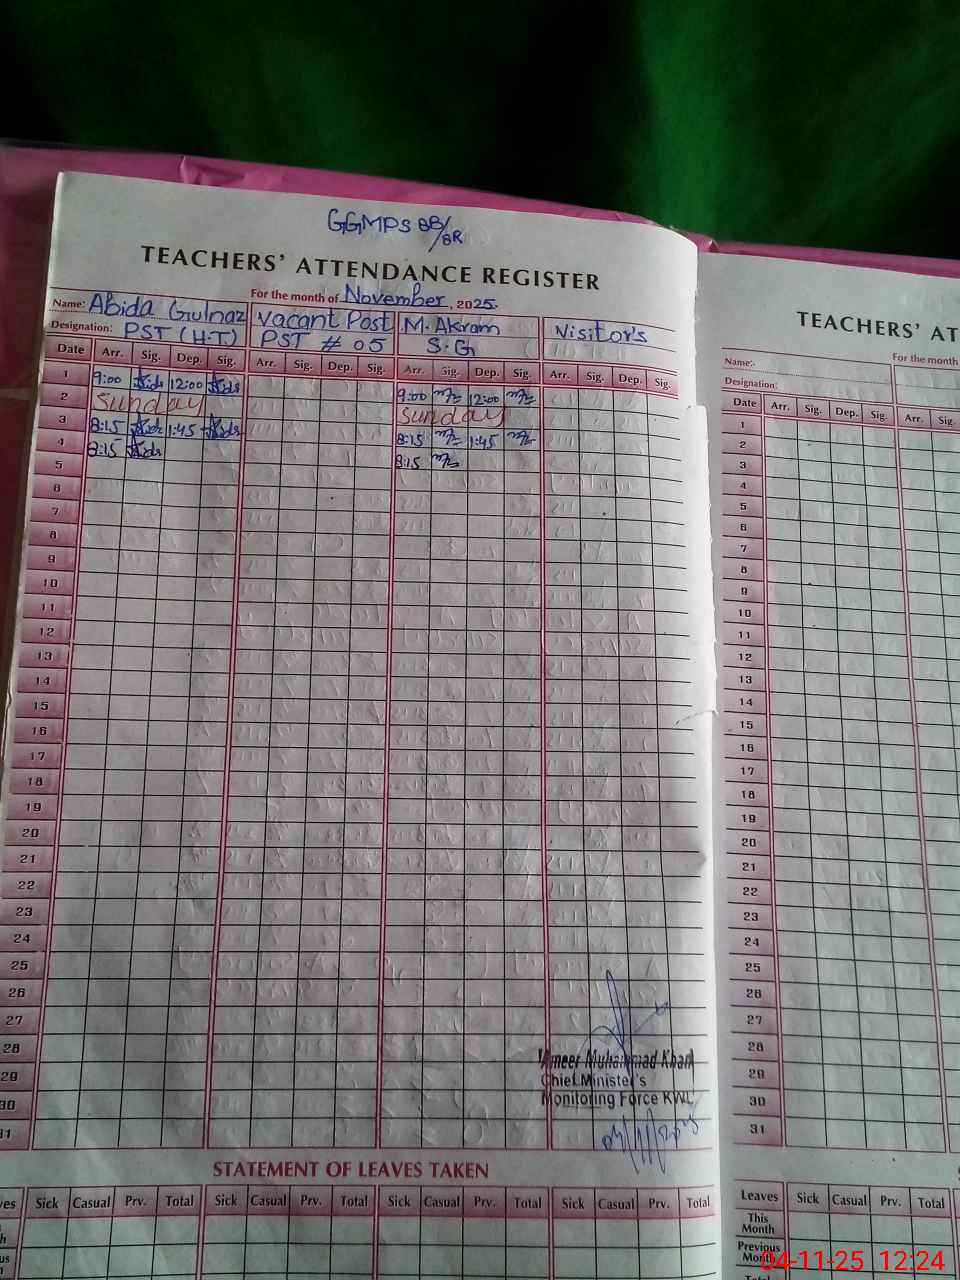 GGMPS 8B/
8R
TEACHERS' ATTENDANCE REGISTER
For the month of November, 2025
Name: Abida Gulnaz Vacant Post M. Akram Visitor's
Designation: PST (H.T.) PST # 05 S.G
Date Arr. Sig. Dep. Sig. Arr. Sig. Dep. Sig. Arr. Sig. Dep. Sig. Arr. Sig. Dep. Sig.
1 9:00 12:00 9:00 12:00
2 Sunday Sunday
3 8:15 1:45 8:15 1:45
4 8:15 8:15
5
6
7
8
9
10
11
12
13
14
15
16
17
18
19
20
21
22
23
24
25
26
27
28
29
30
31
Ameer Muhammad Khan
Chief Minister's
Monitoring Force KWL
04/11/2025
STATEMENT OF LEAVES TAKEN
Sick Casual Prv. Total Sick Casual Prv. Total Sick Casual Prv. Total Sick Casual Prv. Total
TEACHERS' AT
For the month
Name:-
Designation:
Date Arr. Sig. Dep. Sig. Arr. Sig.
1
2
3
4
5
6
7
8
9
10
11
12
13
14
15
16
17
18
19
20
21
22
23
24
25
26
27
28
29
30
31
Leaves Sick Casual Prv. Total
This
Month
Previous
Month
Total
04-11-25 12:24